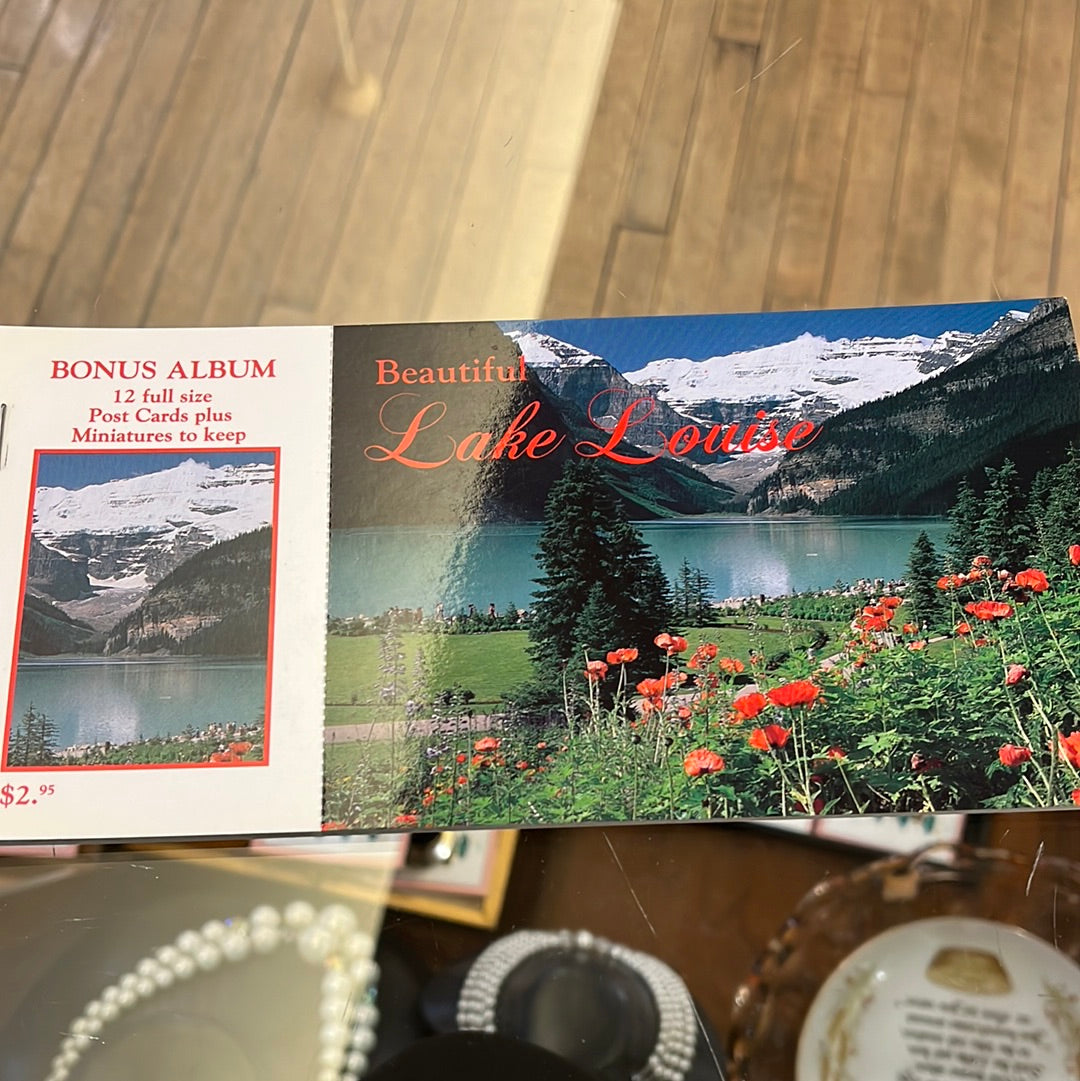 BONUS ALBUM
12 full size
Post Cards plus
Miniatures to keep
$2.95
Beautiful
Lake Louise